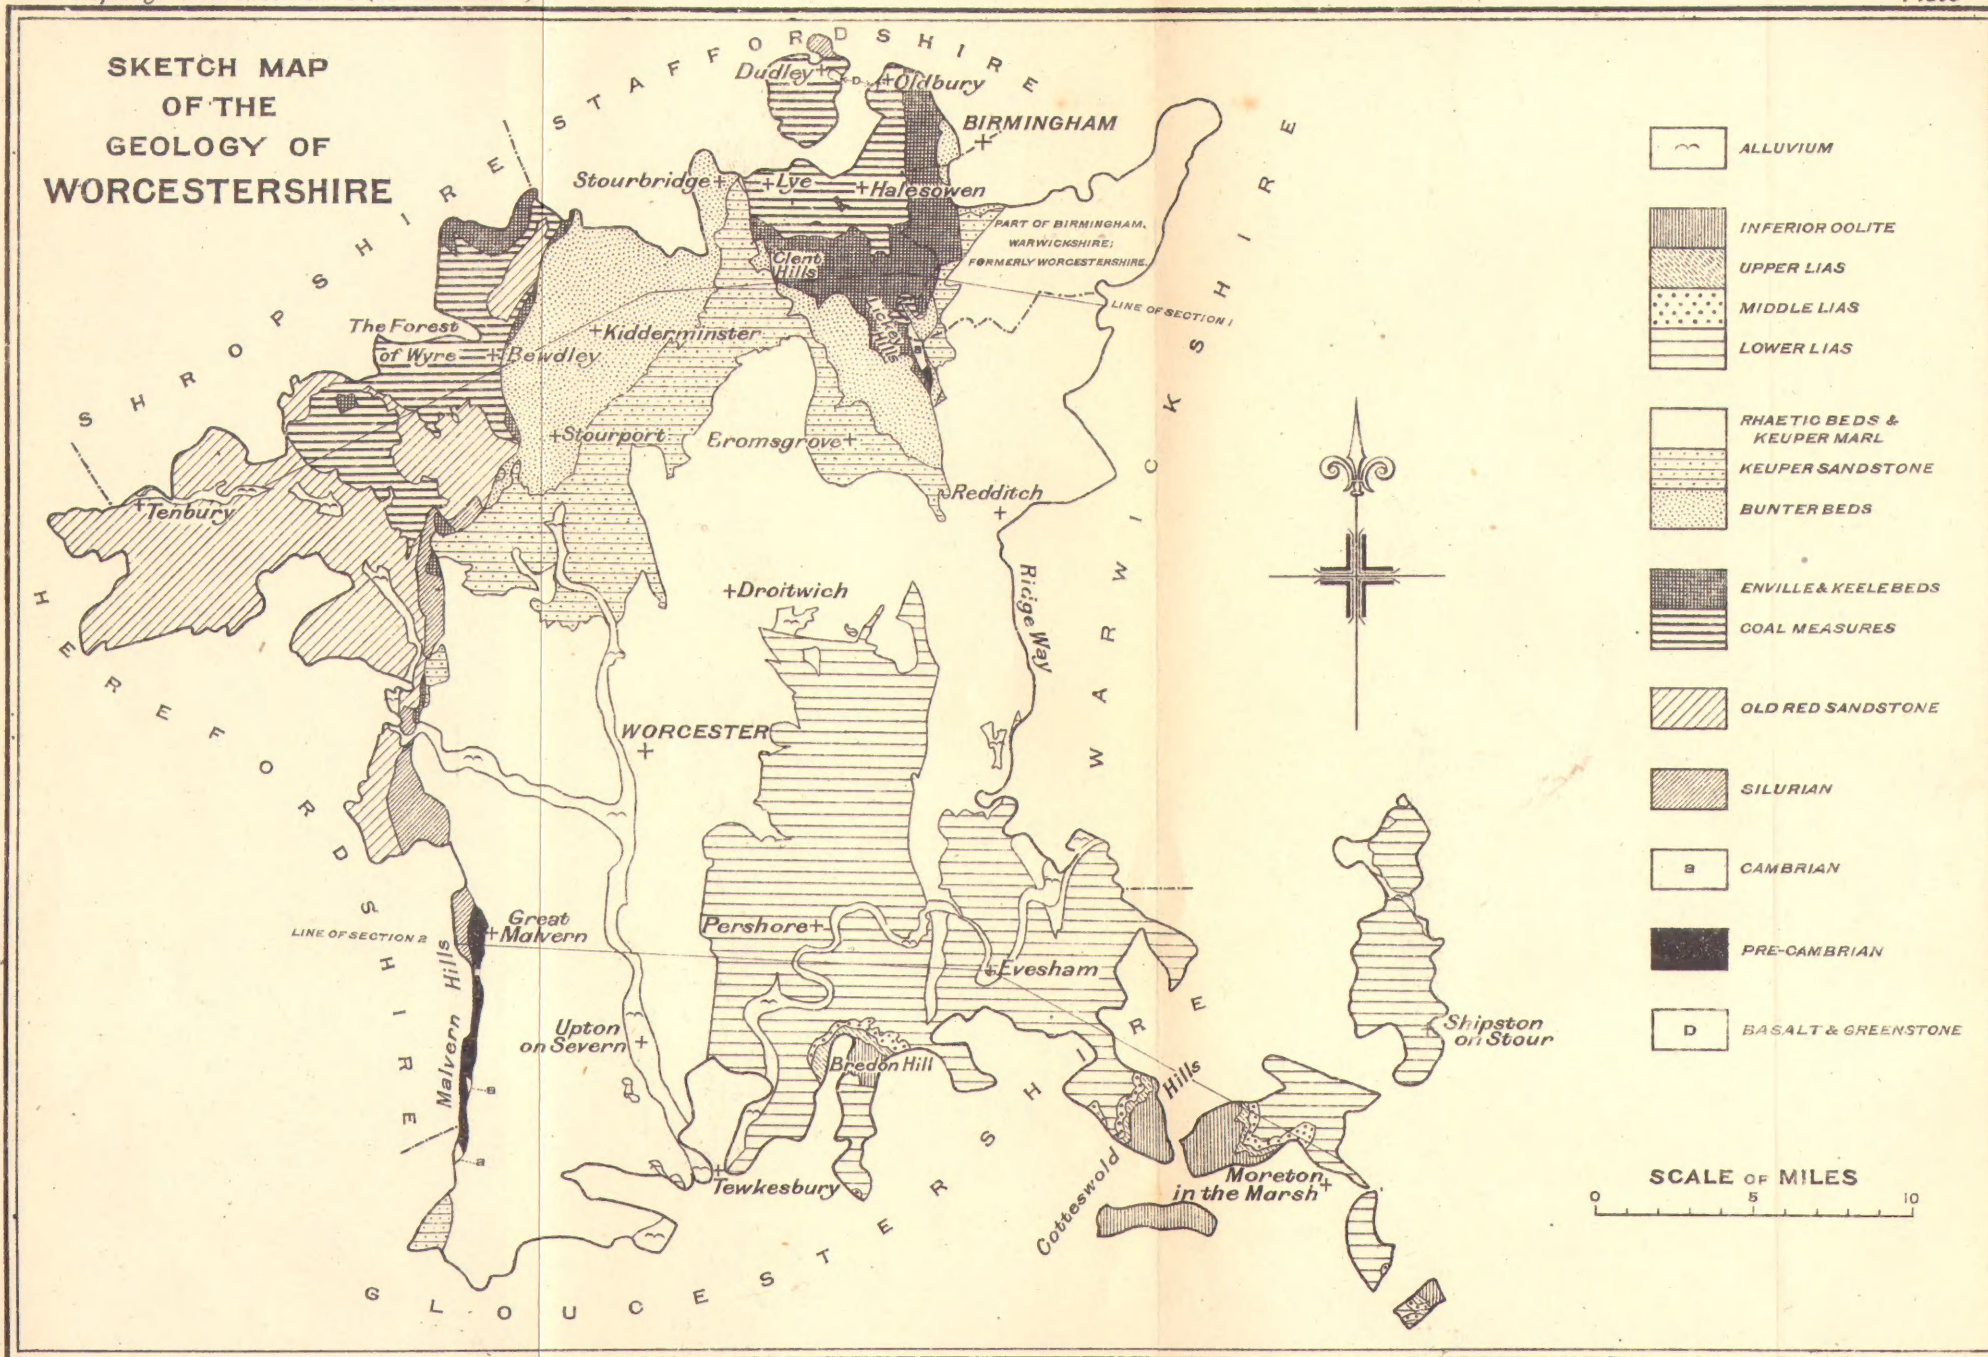 SKETCH MAP
OF THE
GEOLOGY OF
WORCESTERSHIRE
STAFFORDSHIRE
SHROPSHIRE
HEREFORDSHIRE
GLOUCESTERSHIRE
WARWICKSHIRE
Dudley
D
Oldbury
BIRMINGHAM
Stourbridge
Lye
Halesowen
PART OF BIRMINGHAM,
WARWICKSHIRE;
FORMERLY WORCESTERSHIRE.
Clent
Hills
Lickey
Hills
a
LINE OF SECTION 1
The Forest
of Wyre
Bewdley
Kidderminster
Stourport
Bromsgrove
Redditch
Tenbury
Droitwich
Ridge Way
WORCESTER
LINE OF SECTION 2
Great
Malvern
Malvern Hills
Pershore
Evesham
Upton
on Severn
Bredon Hill
a
a
Tewkesbury
Cotteswold Hills
Moreton
in the Marsh
Shipston
on Stour
ALLUVIUM
INFERIOR OOLITE
UPPER LIAS
MIDDLE LIAS
LOWER LIAS
RHAETIC BEDS &
KEUPER MARL
KEUPER SANDSTONE
BUNTER BEDS
ENVILLE & KEELE BEDS
COAL MEASURES
OLD RED SANDSTONE
SILURIAN
a CAMBRIAN
PRE-CAMBRIAN
D BASALT & GREENSTONE
SCALE OF MILES
0 5 10